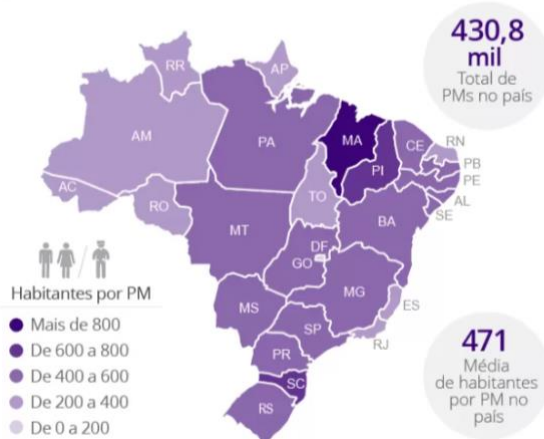 430,8
mil
Total de
PMs no país
RR
AP
AM
PA
MA
CE
RN
PB
PE
AL
SE
PI
AC
RO
TO
MT
BA
DF
GO
MG
ES
MS
SP
RJ
PR
SC
RS
Habitantes por PM
Mais de 800
De 600 a 800
De 400 a 600
De 200 a 400
De 0 a 200
471
Média
de habitantes
por PM no
país